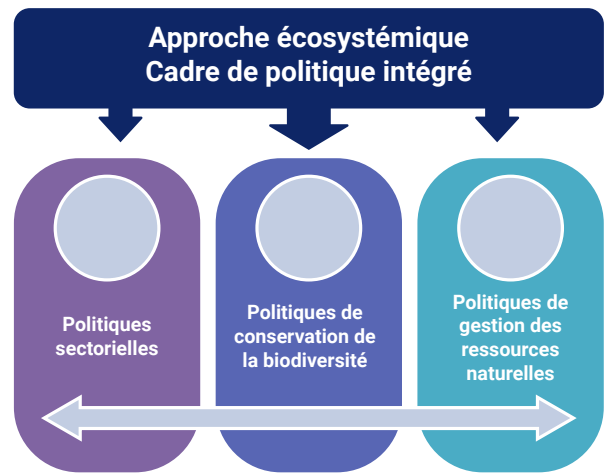 Approche écosystémique
Cadre de politique intégré
Politiques
sectorielles
Politiques de
conservation de
la biodiversité
Politiques de
gestion des
ressources
naturelles